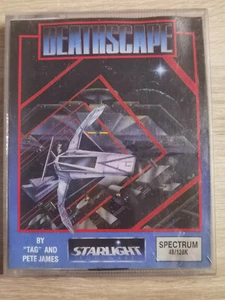 DEATHSCAPE
BY
"TAG" AND
PETE JAMES
STARLIGHT
SPECTRUM
48/128K